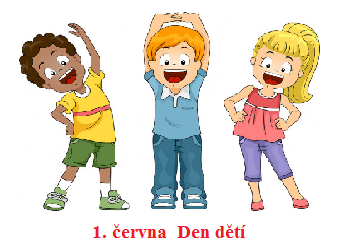 1. června Den dětí